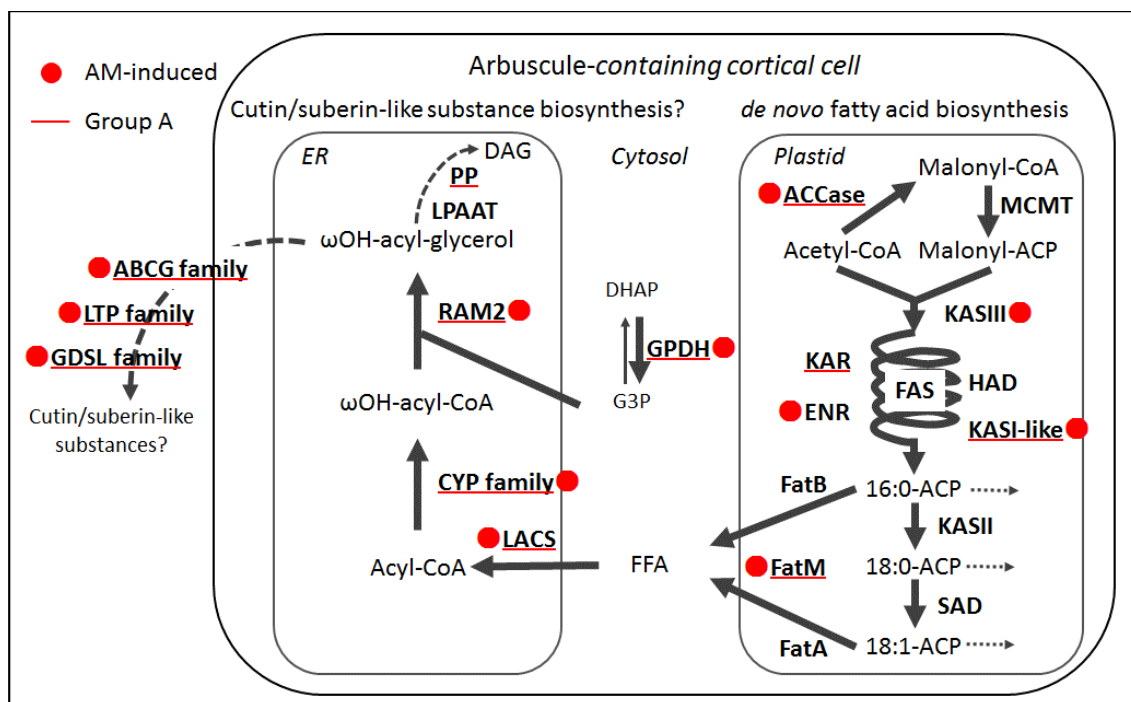 AM-induced
Group A
Arbuscule-containing cortical cell
Cutin/suberin-like substance biosynthesis?
de novo fatty acid biosynthesis
ER
Cytosol
Plastid
DAG
PP
LPAAT
ωOH-acyl-glycerol
ABCG family
LTP family
GDSL family
Cutin/suberin-like
substances?
RAM2
ωOH-acyl-CoA
CYP family
LACS
Acyl-CoA
DHAP
GPDH
G3P
FFA
Malonyl-CoA
ACCase
MCMT
Acetyl-CoA
Malonyl-ACP
KASIII
KAR
FAS
HAD
ENR
KASI-like
FatB
16:0-ACP
KASII
FatM
18:0-ACP
SAD
FatA
18:1-ACP